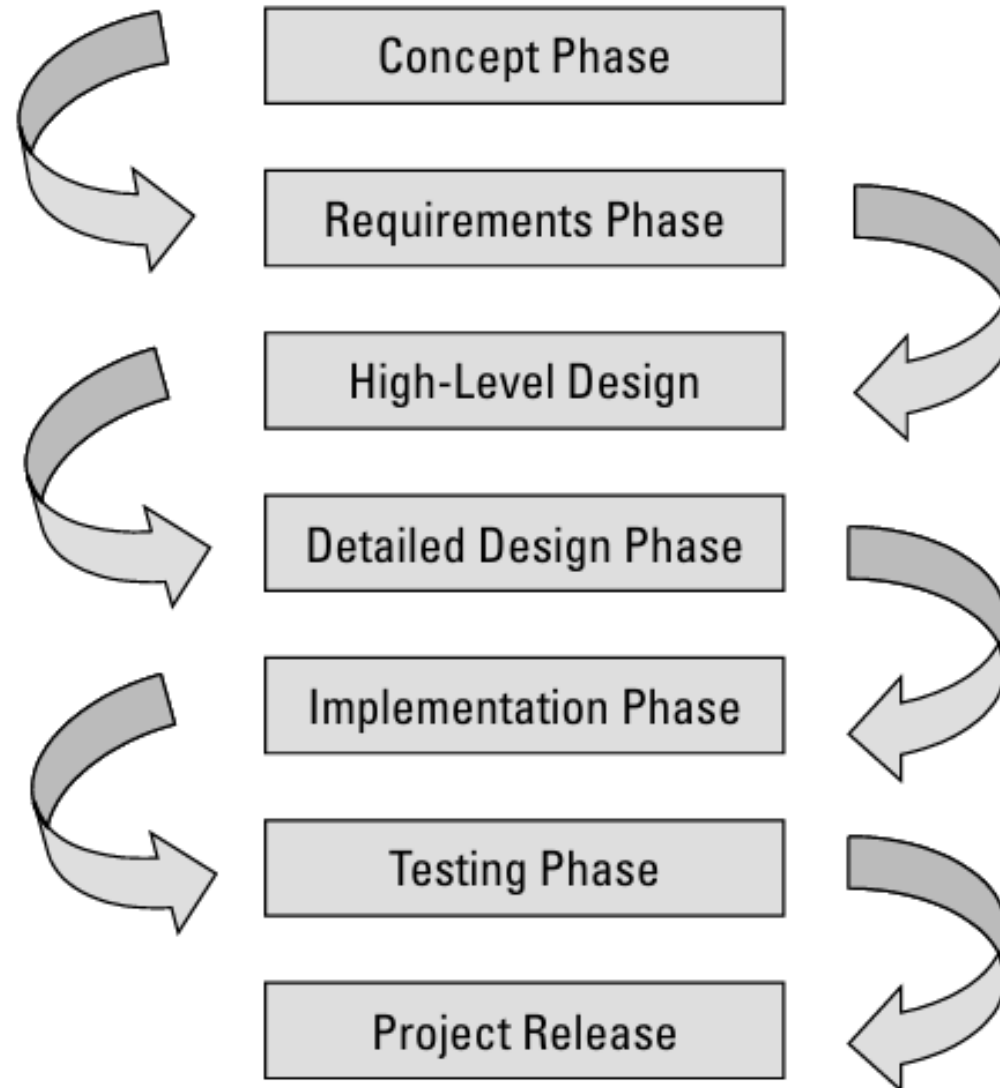 Concept Phase
Requirements Phase
High-Level Design
Detailed Design Phase
Implementation Phase
Testing Phase
Project Release